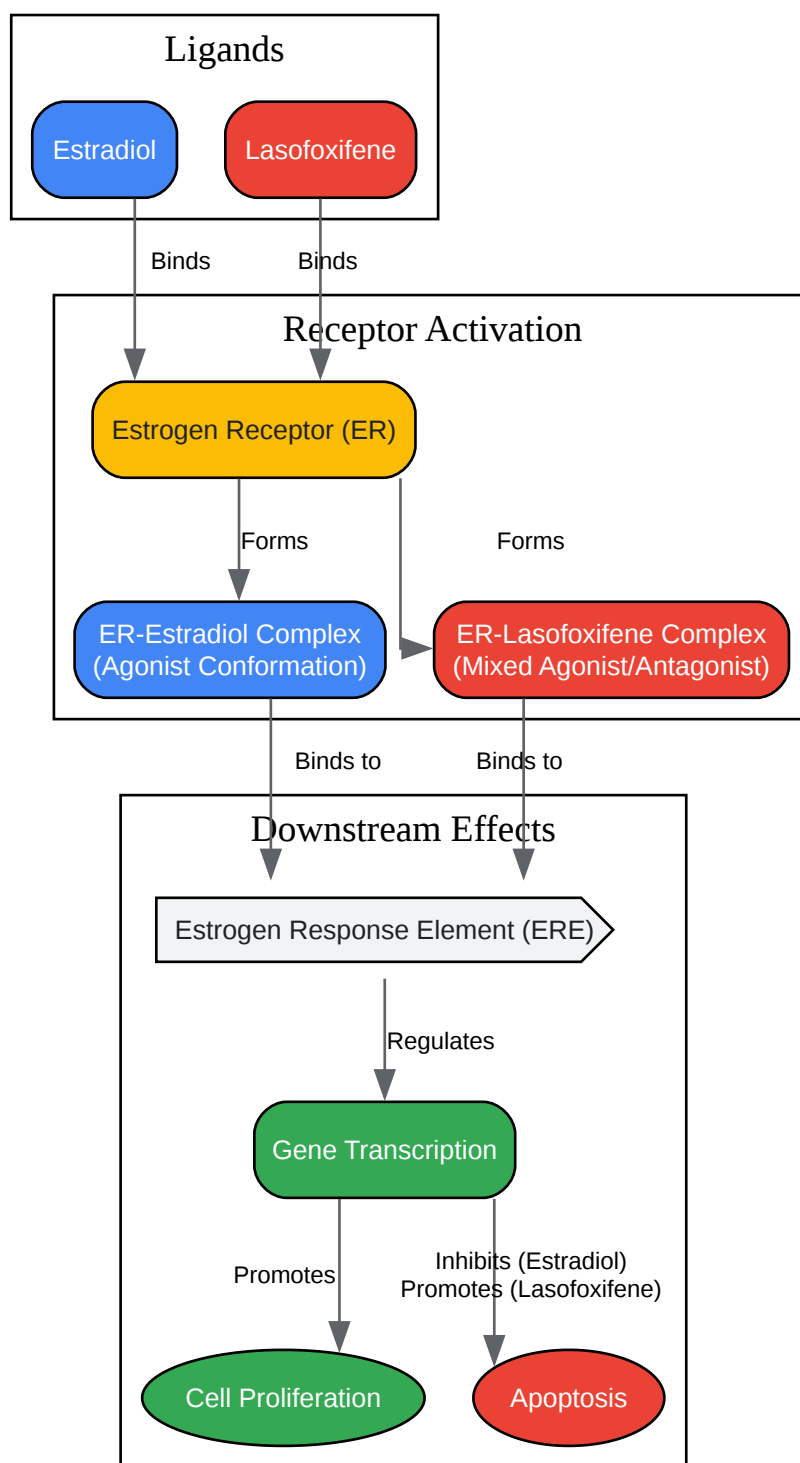 Ligands
Estradiol
Lasofoxifene
Binds
Binds
Receptor Activation
Estrogen Receptor (ER)
Forms
Forms
ER-Estradiol Complex
(Agonist Conformation)
ER-Lasofoxifene Complex
(Mixed Agonist/Antagonist)
Binds to
Binds to
Downstream Effects
Estrogen Response Element (ERE)
Regulates
Gene Transcription
Promotes
Inhibits (Estradiol)
Promotes (Lasofoxifene)
Cell Proliferation
Apoptosis